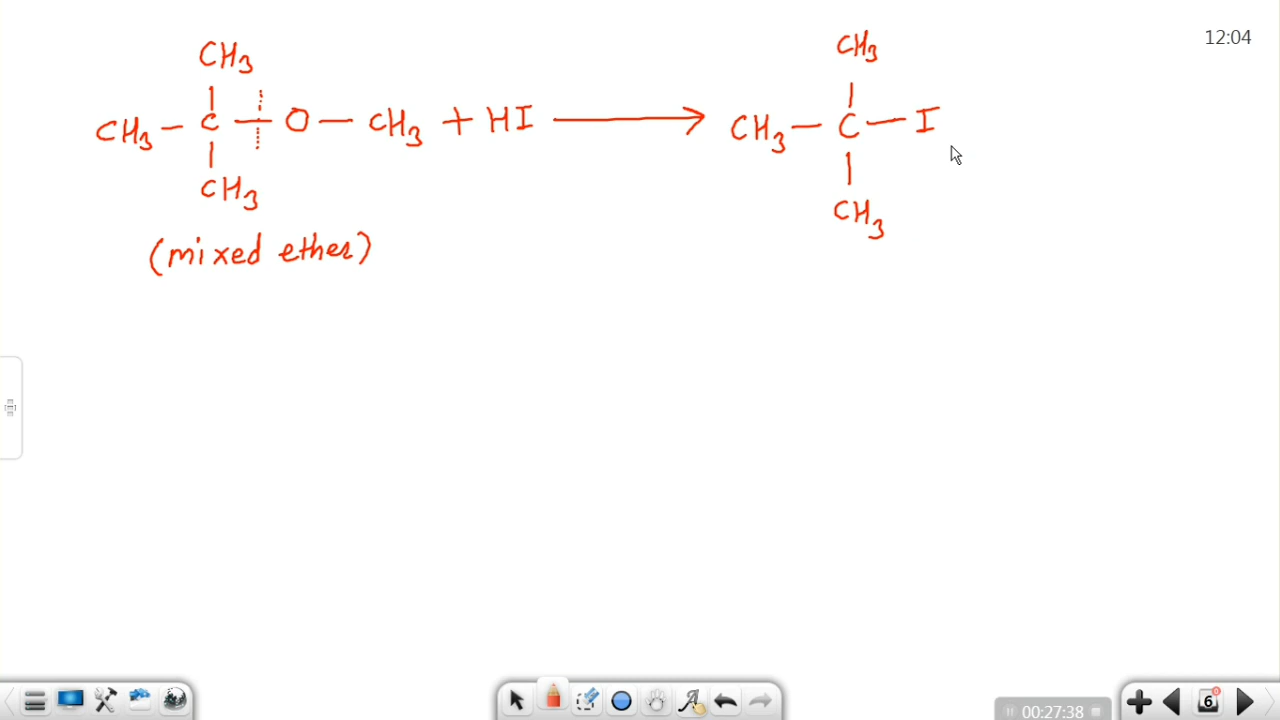 12:04
CH3 CH3
CH3 – C – O – CH3 + HI → CH3 – C – I
CH3 CH3
(mixed ether)
6
00:27:38